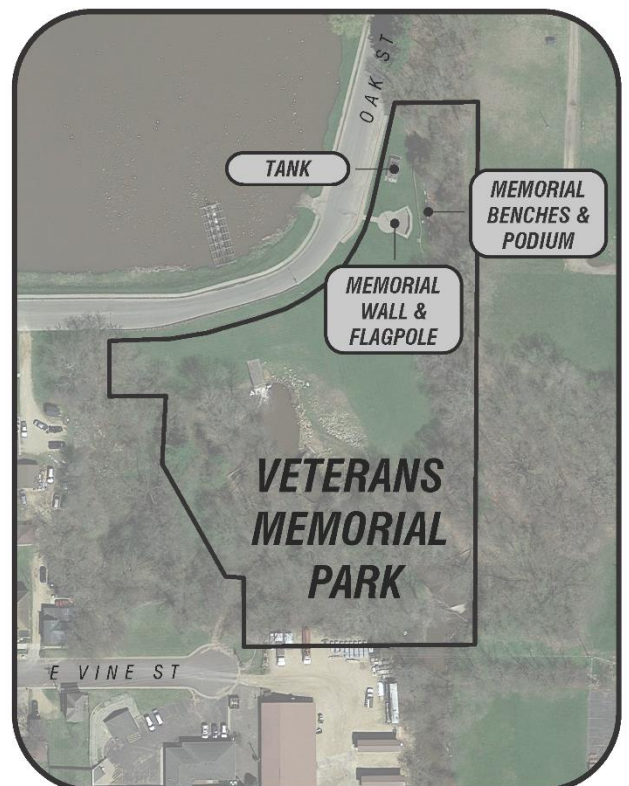 OAK ST
TANK
MEMORIAL
BENCHES &
PODIUM
MEMORIAL
WALL &
FLAGPOLE
VETERANS
MEMORIAL
PARK
E VINE ST